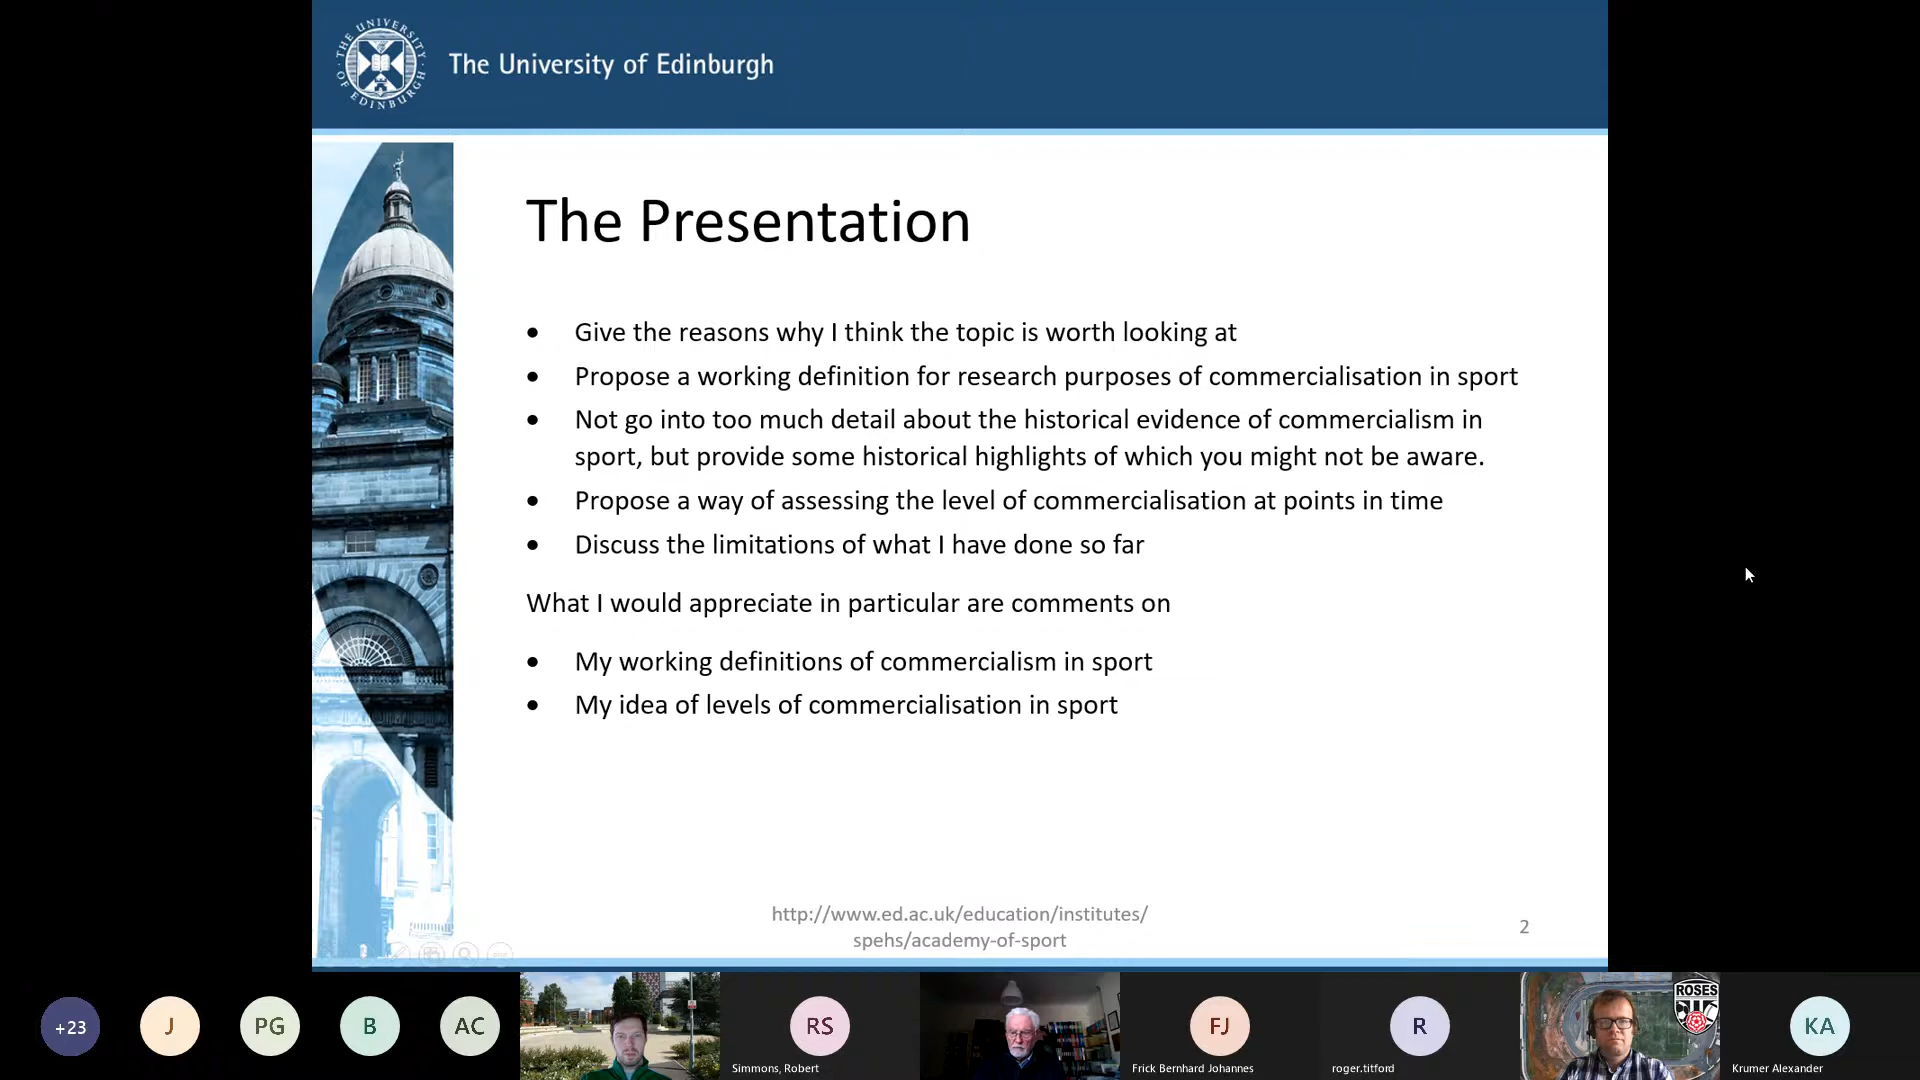 THE UNIVERSITY OF EDINBURGH
The University of Edinburgh
The Presentation
• Give the reasons why I think the topic is worth looking at
• Propose a working definition for research purposes of commercialisation in sport
• Not go into too much detail about the historical evidence of commercialism in
sport, but provide some historical highlights of which you might not be aware.
• Propose a way of assessing the level of commercialisation at points in time
• Discuss the limitations of what I have done so far
What I would appreciate in particular are comments on
• My working definitions of commercialism in sport
• My idea of levels of commercialisation in sport
http://www.ed.ac.uk/education/institutes/
spehs/academy-of-sport
2
+23
J
PG
B
AC
RS
Simmons, Robert
FJ
Frick Bernhard Johannes
R
roger.titford
ROSES
KA
Krumer Alexander